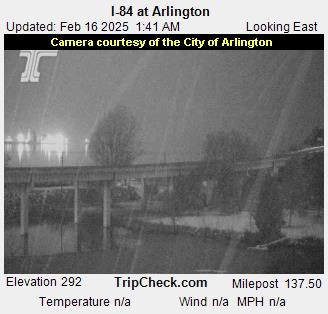 I-84 at Arlington
Updated: Feb 16 2025 1:41 AM Looking East
Camera courtesy of the City of Arlington
Elevation 292 TripCheck.com Milepost 137.50
Temperature n/a Wind n/a MPH n/a